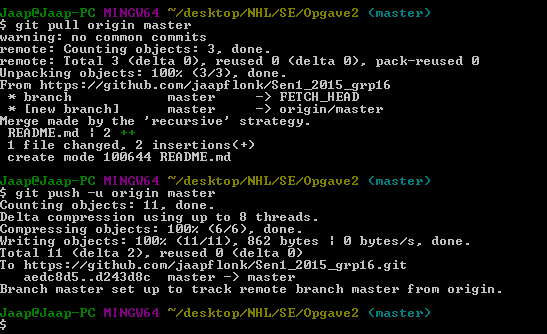 Jaap@Jaap-PC MINGW64 ~/desktop/NHL/SE/Opgave2 (master)
$ git pull origin master
warning: no common commits
remote: Counting objects: 3, done.
remote: Total 3 (delta 0), reused 0 (delta 0), pack-reused 0
Unpacking objects: 100% (3/3), done.
From https://github.com/jaapflonk/Sen1_2015_grp16
 * branch            master     -> FETCH_HEAD
 * [new branch]      master     -> origin/master
Merge made by the 'recursive' strategy.
 README.md | 2 ++
 1 file changed, 2 insertions(+)
 create mode 100644 README.md
Jaap@Jaap-PC MINGW64 ~/desktop/NHL/SE/Opgave2 (master)
$ git push -u origin master
Counting objects: 11, done.
Delta compression using up to 8 threads.
Compressing objects: 100% (6/6), done.
Writing objects: 100% (11/11), 862 bytes | 0 bytes/s, done.
Total 11 (delta 2), reused 0 (delta 0)
To https://github.com/jaapflonk/Sen1_2015_grp16.git
   aedc8d5..d243d8c  master -> master
Branch master set up to track remote branch master from origin.
Jaap@Jaap-PC MINGW64 ~/desktop/NHL/SE/Opgave2 (master)
$